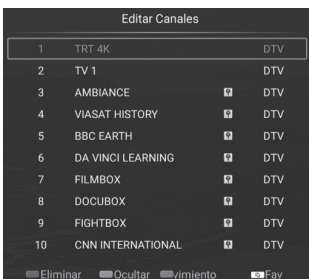 Editar Canales
1 TRT 4K DTV
2 TV 1 DTV
3 AMBIANCE DTV
4 VIASAT HISTORY DTV
5 BBC EARTH DTV
6 DA VINCI LEARNING DTV
7 FILMBOX DTV
8 DOCUBOX DTV
9 FIGHTBOX DTV
10 CNN INTERNATIONAL DTV
Eliminar Ocultar vimiento Fav